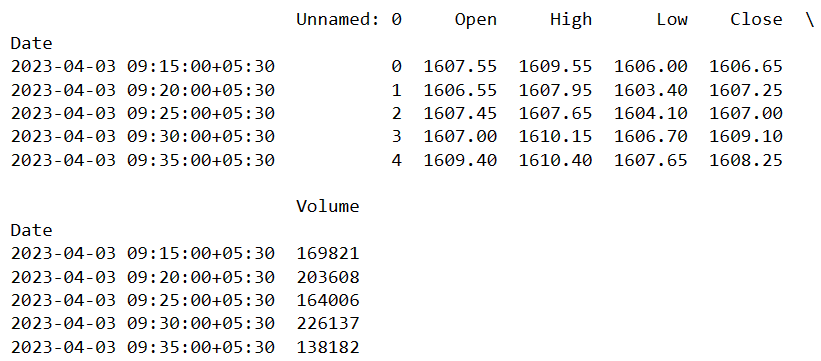 Unnamed: 0 Open High Low Close \
Date
2023-04-03 09:15:00+05:30 0 1607.55 1609.55 1606.00 1606.65
2023-04-03 09:20:00+05:30 1 1606.55 1607.95 1603.40 1607.25
2023-04-03 09:25:00+05:30 2 1607.45 1607.65 1604.10 1607.00
2023-04-03 09:30:00+05:30 3 1607.00 1610.15 1606.70 1609.10
2023-04-03 09:35:00+05:30 4 1609.40 1610.40 1607.65 1608.25
Volume
Date
2023-04-03 09:15:00+05:30 169821
2023-04-03 09:20:00+05:30 203608
2023-04-03 09:25:00+05:30 164006
2023-04-03 09:30:00+05:30 226137
2023-04-03 09:35:00+05:30 138182